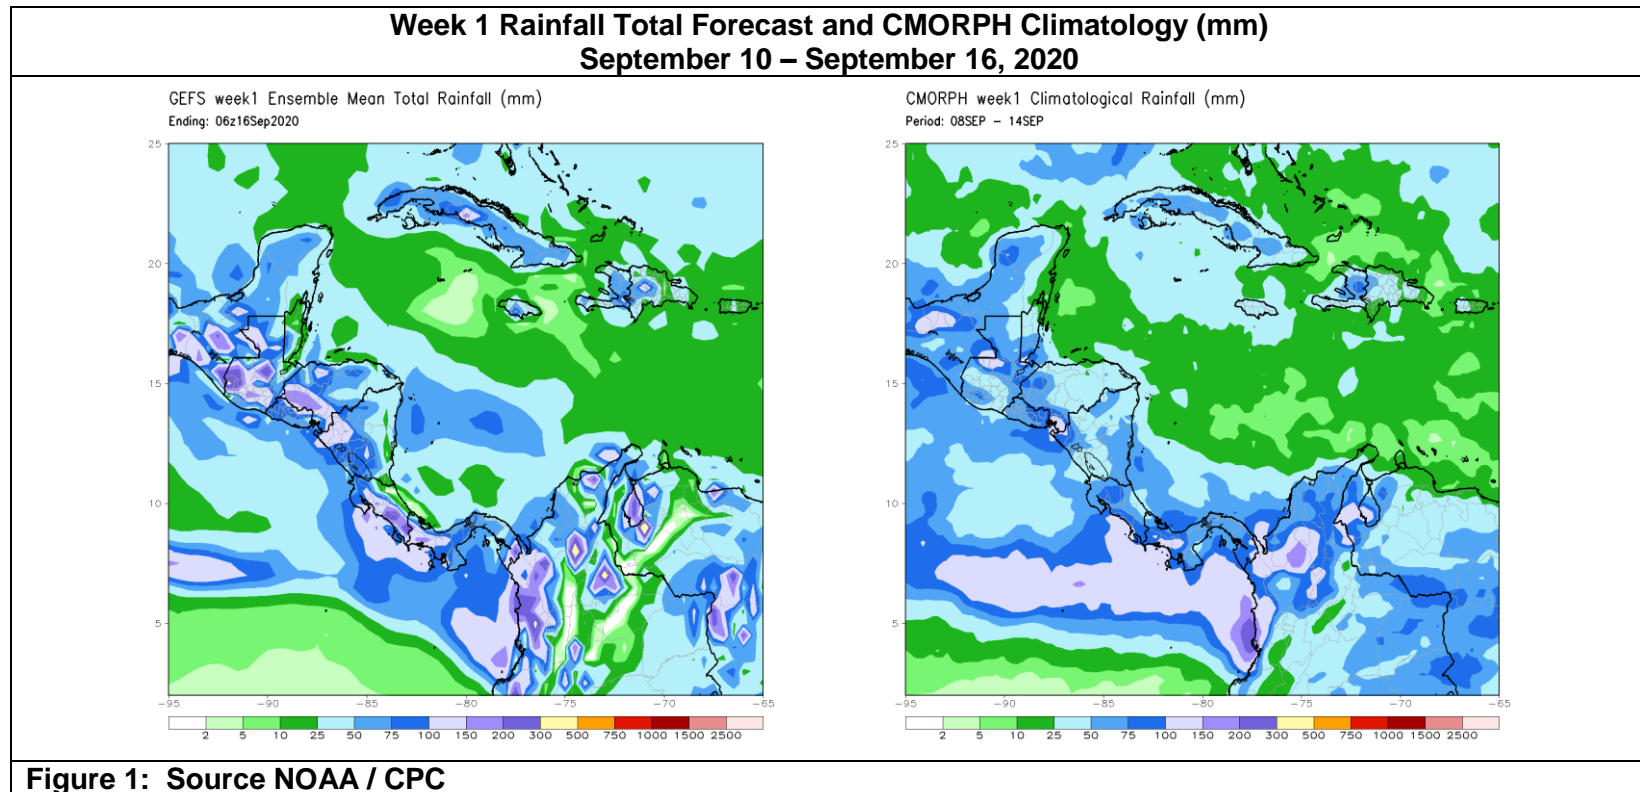 Week 1 Rainfall Total Forecast and CMORPH Climatology (mm)
September 10 – September 16, 2020
GEFS week1 Ensemble Mean Total Rainfall (mm)
Ending: 06z16Sep2020
25
20
15
10
5
-95 -90 -85 -80 -75 -70 -65
2 5 10 25 50 75 100 150 200 300 500 750 1000 1500 2500
CMORPH week1 Climatological Rainfall (mm)
Period: 08SEP - 14SEP
25
20
15
10
5
-95 -90 -85 -80 -75 -70 -65
2 5 10 25 50 75 100 150 200 300 500 750 1000 1500 2500
Figure 1: Source NOAA / CPC